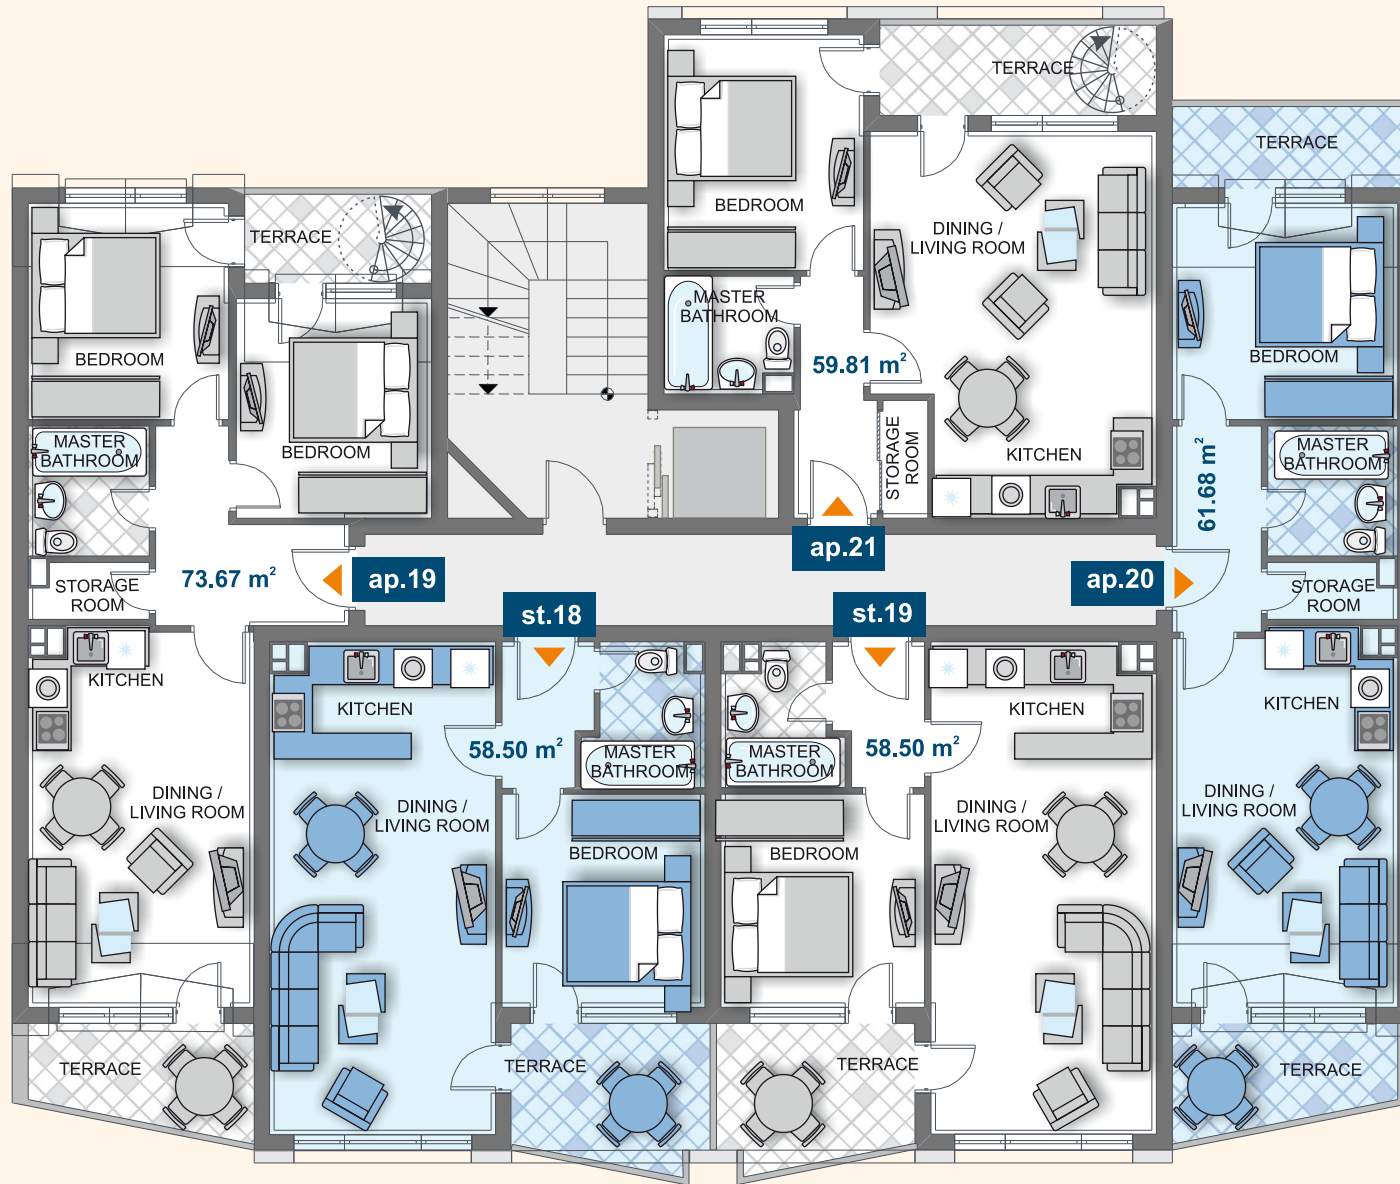 TERRACE
BEDROOM
DINING /
LIVING ROOM
MASTER
BATHROOM
59.81 m²
STORAGE
ROOM
KITCHEN
ap.21
TERRACE
BEDROOM
MASTER
BATHROOM
61.68 m²
STORAGE
ROOM
ap.20
KITCHEN
DINING /
LIVING ROOM
TERRACE
TERRACE
BEDROOM
BEDROOM
MASTER
BATHROOM
STORAGE
ROOM
73.67 m²
ap.19
KITCHEN
DINING /
LIVING ROOM
TERRACE
st.18
KITCHEN
58.50 m²
MASTER
BATHROOM
DINING /
LIVING ROOM
BEDROOM
TERRACE
st.19
MASTER
BATHROOM
58.50 m²
KITCHEN
BEDROOM
DINING /
LIVING ROOM
TERRACE